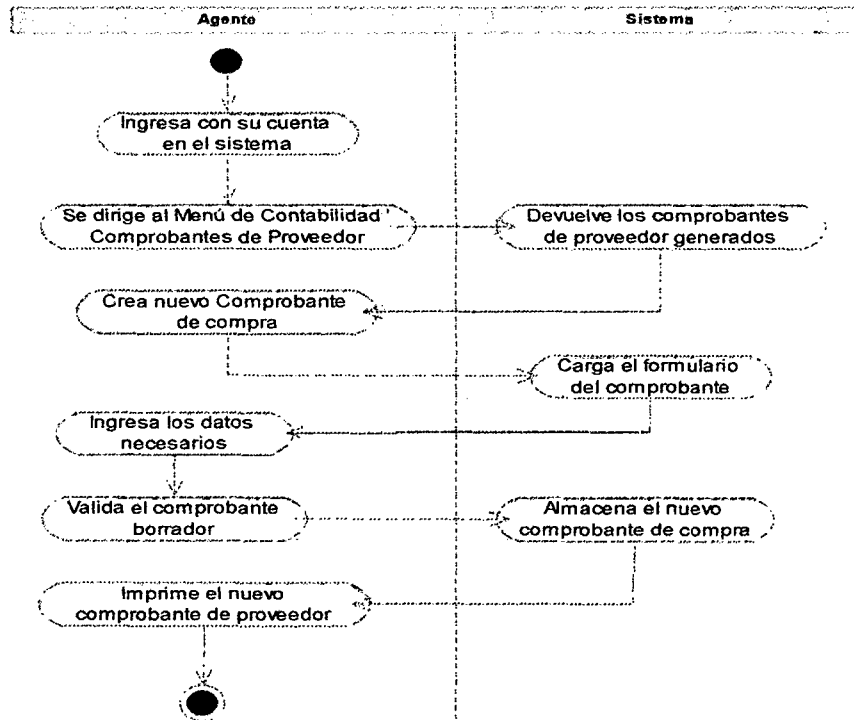 Agente
Sistema
Ingresa con su cuenta
en el sistema
Se dirige al Menú de Contabilidad '
Comprobantes de Proveedor
Devuelve los comprobantes
de proveedor generados
Crea nuevo Comprobante
de compra
Carga el formulario
del comprobante
Ingresa los datos
necesarios
Valida el comprobante
borrador
Almacena el nuevo
comprobante de compra
Imprime el nuevo
comprobante de proveedor